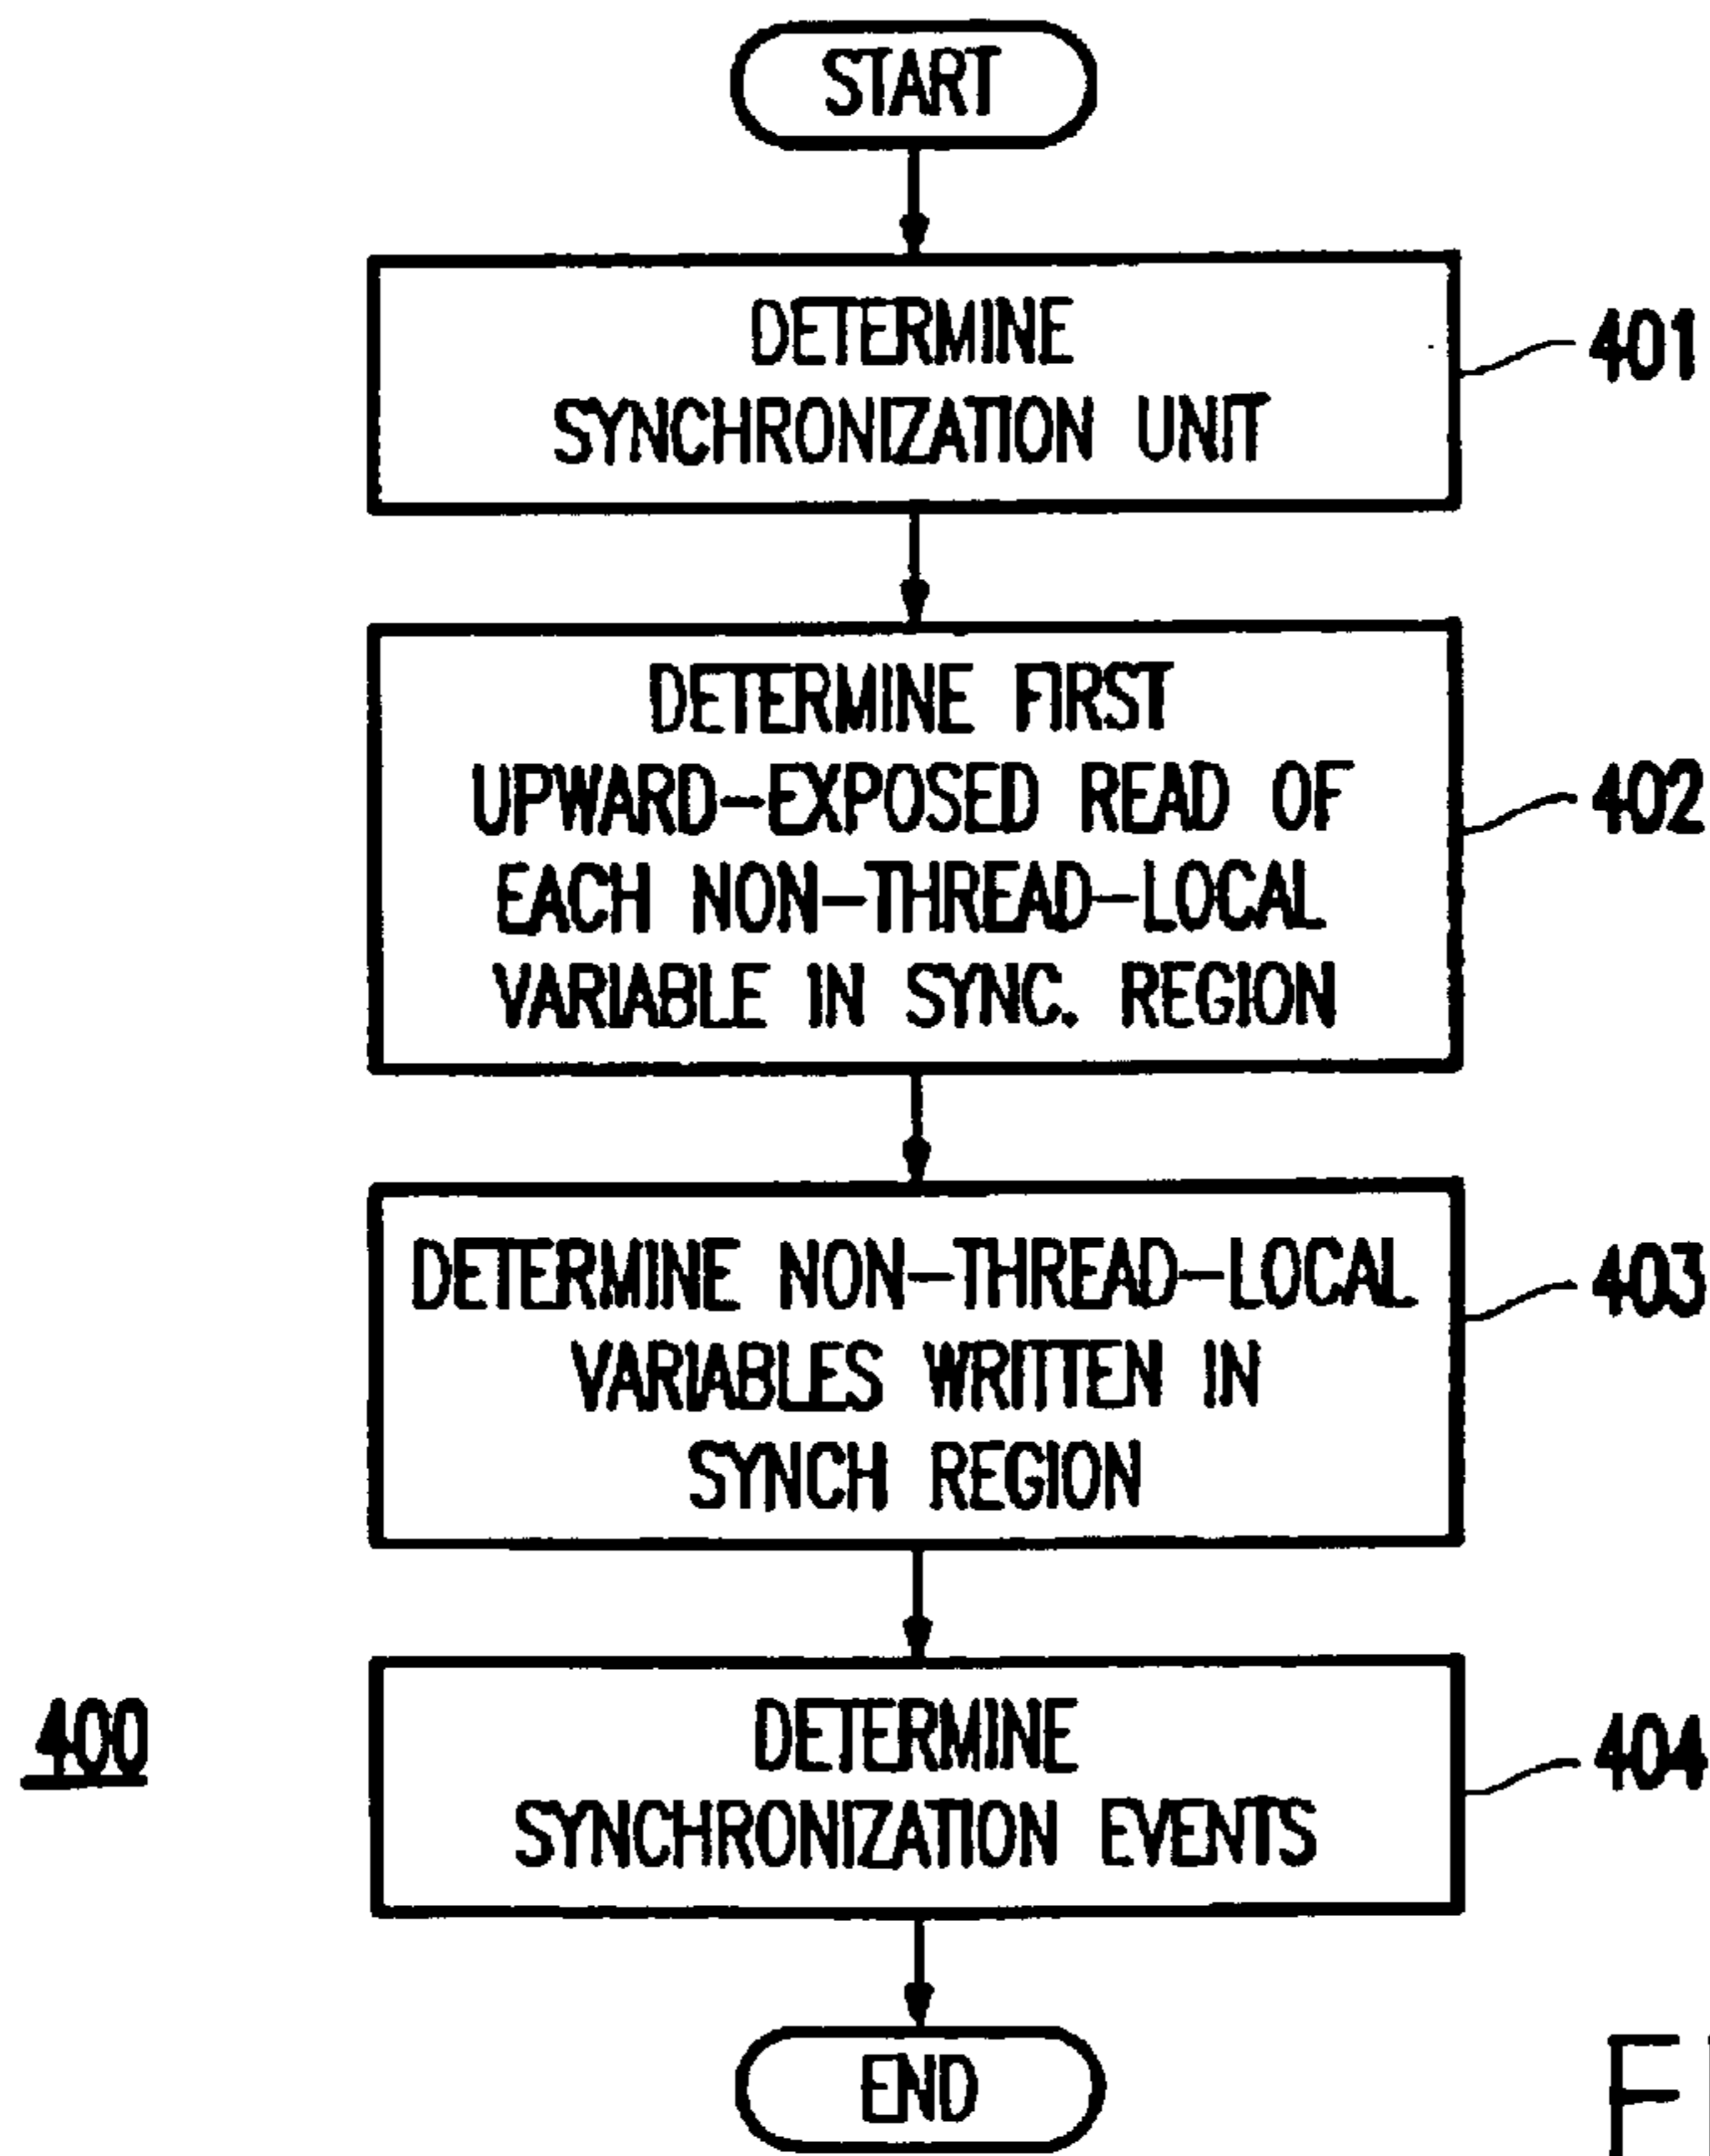 START
DETERMINE
SYNCHRONIZATION UNIT
401
DETERMINE FIRST
UPWARD-EXPOSED READ OF
EACH NON-THREAD-LOCAL
VARIABLE IN SYNC. REGION
402
DETERMINE NON-THREAD-LOCAL
VARIABLES WRITTEN IN
SYNCH REGION
403
DETERMINE
SYNCHRONIZATION EVENTS
404
400
END